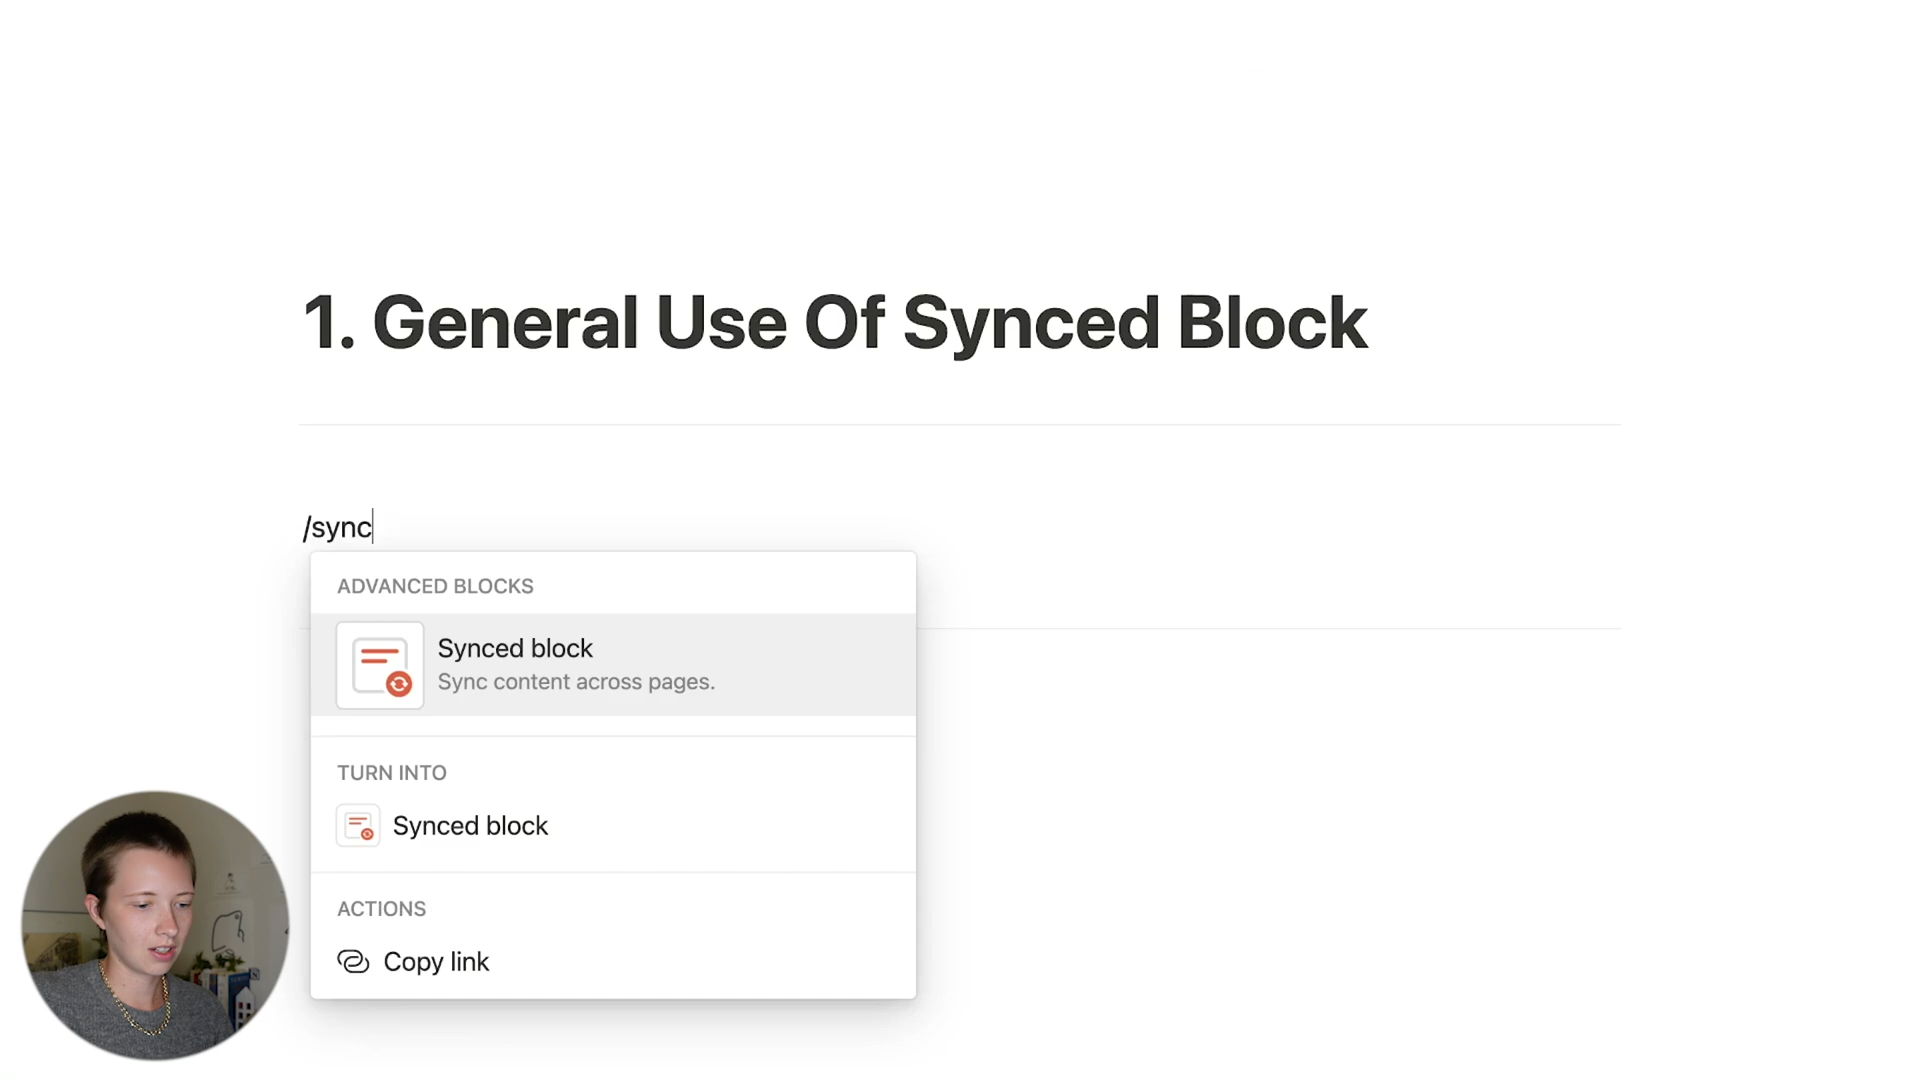 1. General Use Of Synced Block
/sync
ADVANCED BLOCKS
Synced block
Sync content across pages.
TURN INTO
Synced block
ACTIONS
Copy link